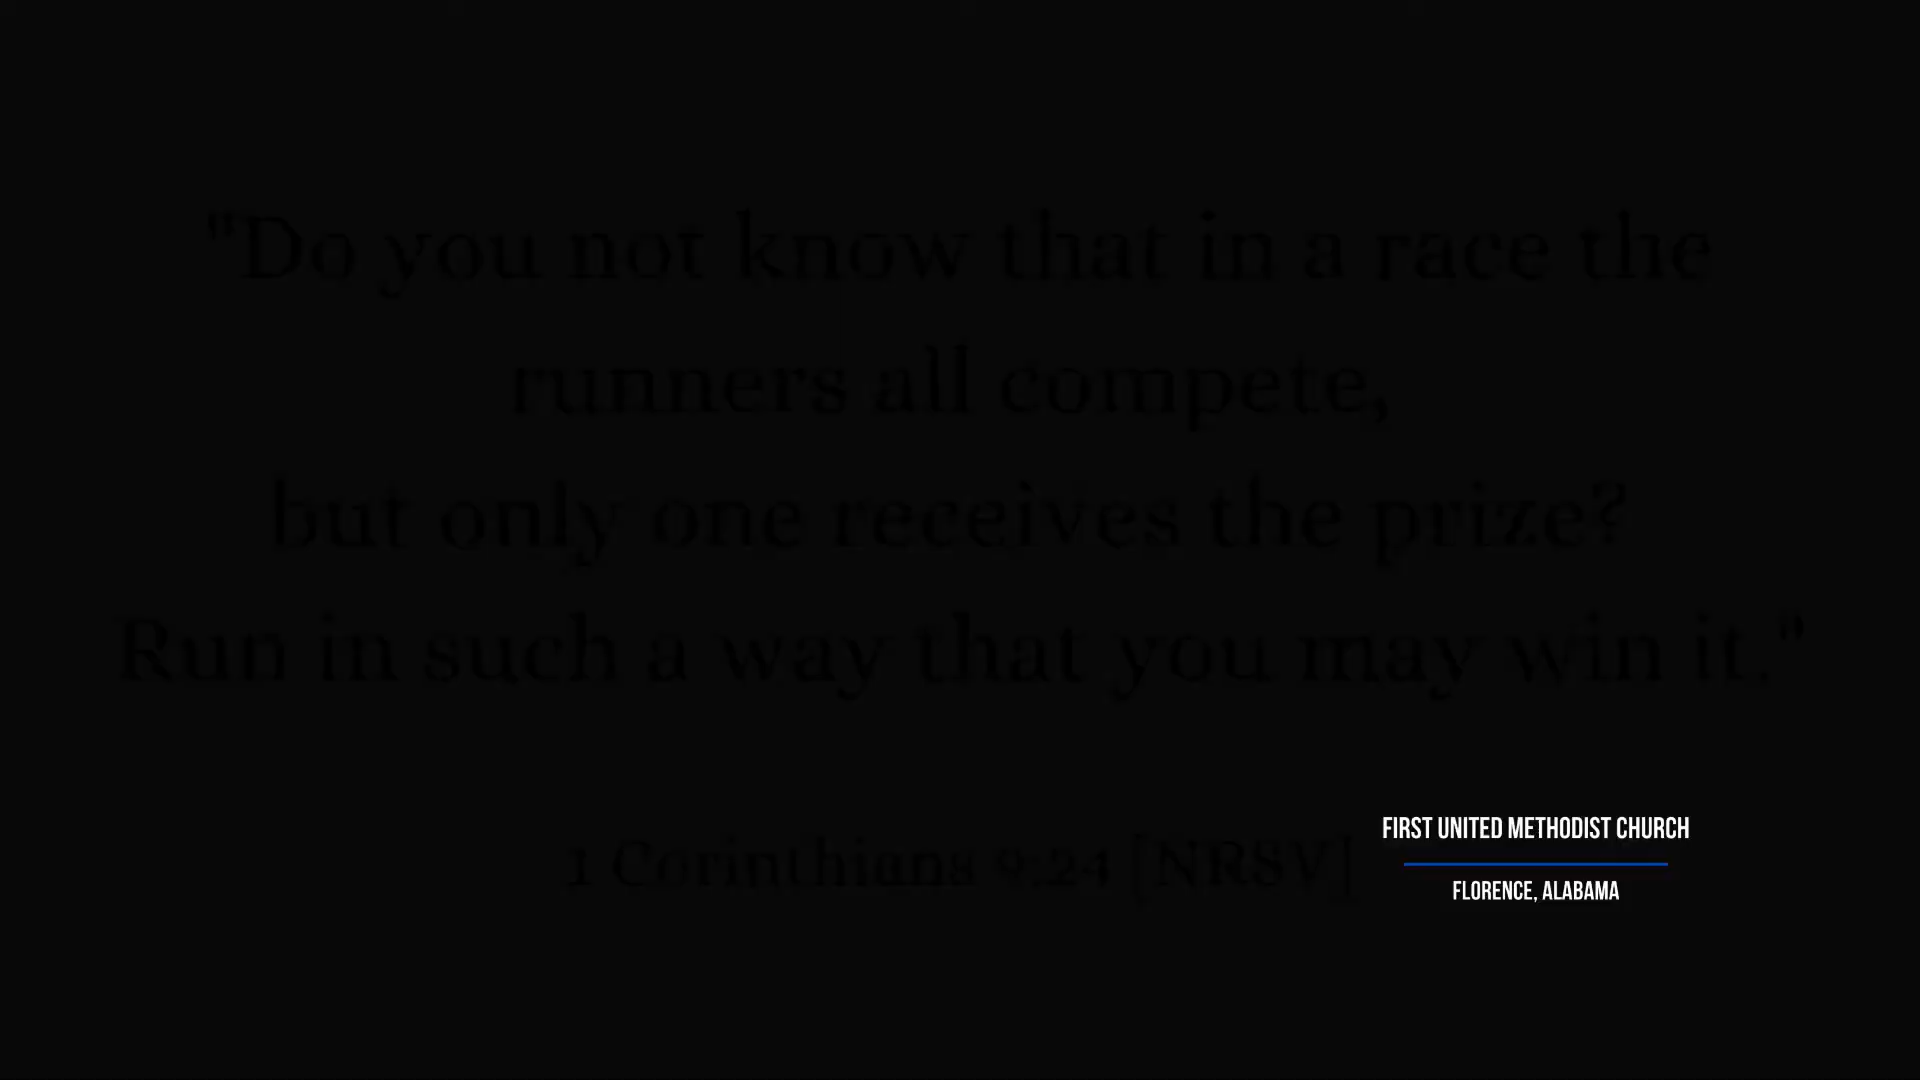 "Do you not know that in a race the
runners all compete,
but only one receives the prize?
Run in such a way that you may win it."
1 Corinthians 9:24 [NRSV]
FIRST UNITED METHODIST CHURCH
FLORENCE, ALABAMA